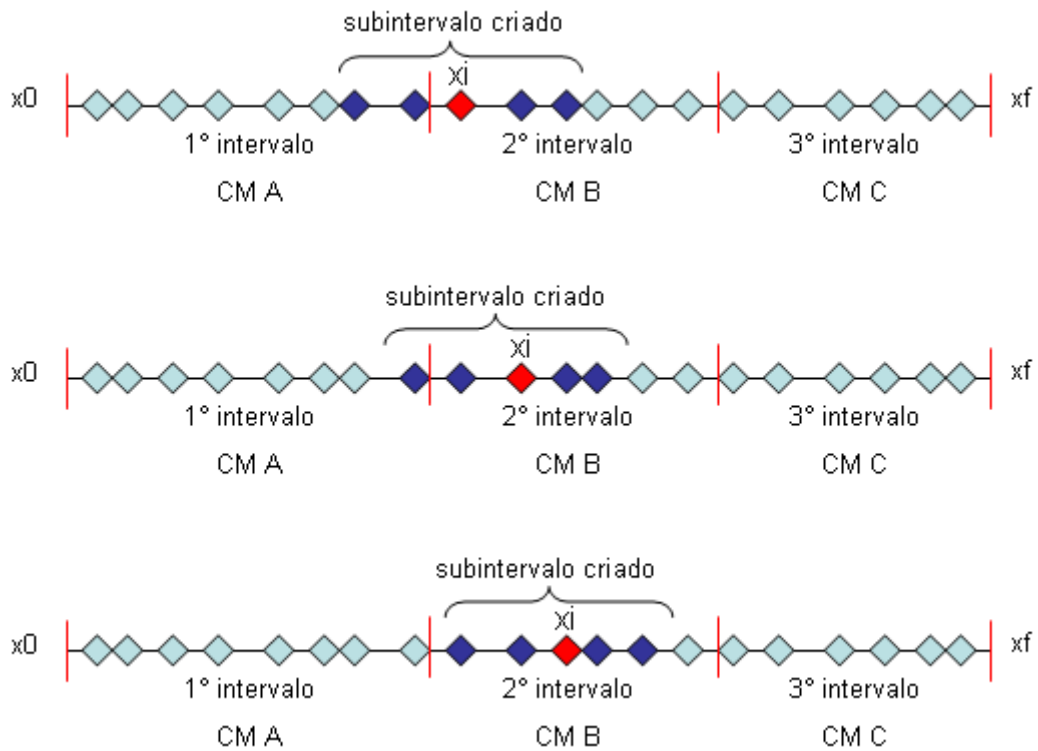 subintervalo criado
xi
x0 xf
1° intervalo 2° intervalo 3° intervalo
CM A CM B CM C
subintervalo criado
xi
x0 xf
1° intervalo 2° intervalo 3° intervalo
CM A CM B CM C
subintervalo criado
xi
x0 xf
1° intervalo 2° intervalo 3° intervalo
CM A CM B CM C